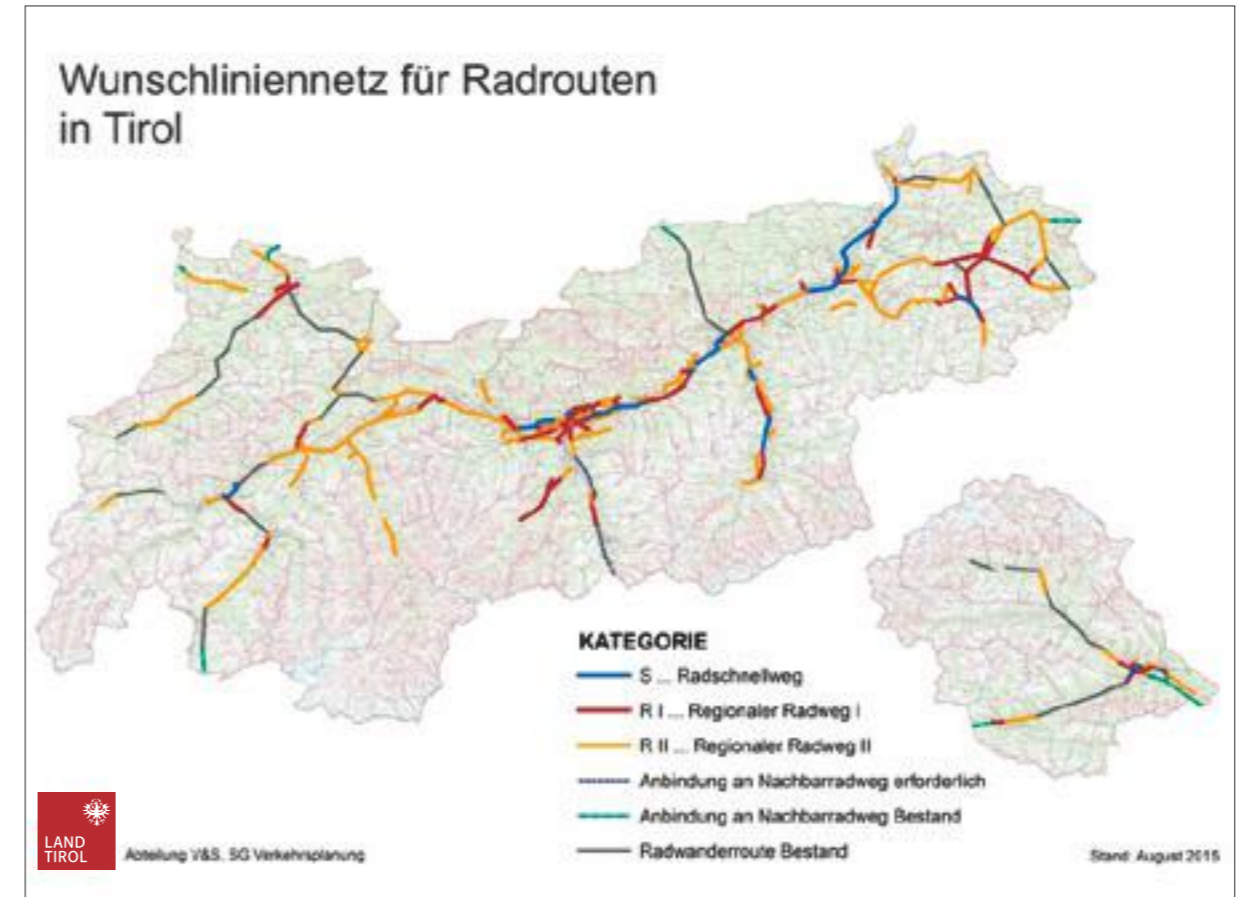 Wunschliniennetz für Radrouten
in Tirol
KATEGORIE
S ... Radschnellweg
R I ... Regionaler Radweg I
R II ... Regionaler Radweg II
Anbindung an Nachbarradweg erforderlich
Anbindung an Nachbarradweg Bestand
Radwanderroute Bestand
LAND
TIROL
Abteilung V&S, SG Verkehrsplanung
Stand: August 2015